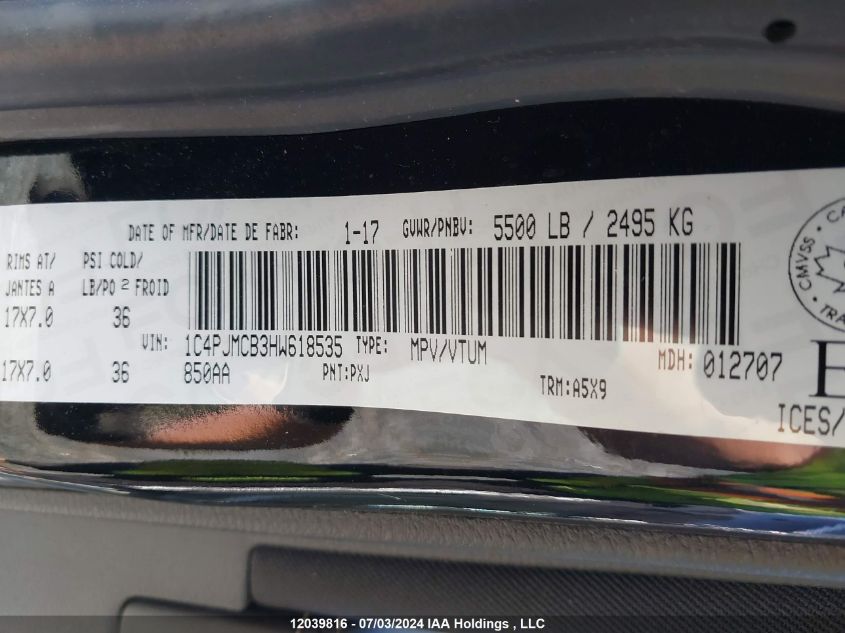 DATE OF MFR/DATE DE FABR: 1-17 GVWR/PNBV: 5500 LB / 2495 KG
RIMS AT/ PSI COLD/
JANTES A LB/PO 2 FROID
17X7.0 36
VIN: 1C4PJMCB3HW618535 TYPE: MPV/VTUM MDH: 012707
17X7.0 36 850AA PNT:PXJ TRM:A5X9
ICES/
CMVSS
12039816 - 07/03/2024 IAA Holdings , LLC